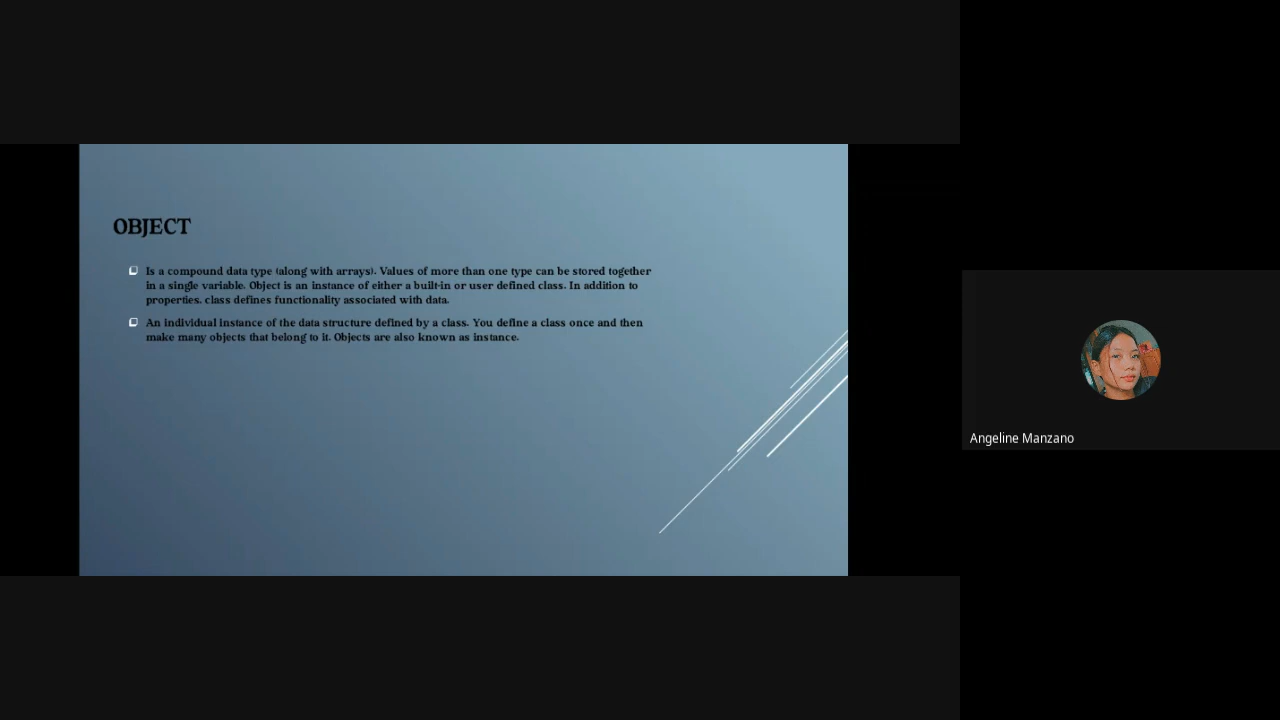 OBJECT
Is a compound data type (along with arrays). Values of more than one type can be stored together
in a single variable. Object is an instance of either a built-in or user defined class. In addition to
properties, class defines functionality associated with data.
An individual instance of the data structure defined by a class. You define a class once and then
make many objects that belong to it. Objects are also known as instance.
Angeline Manzano